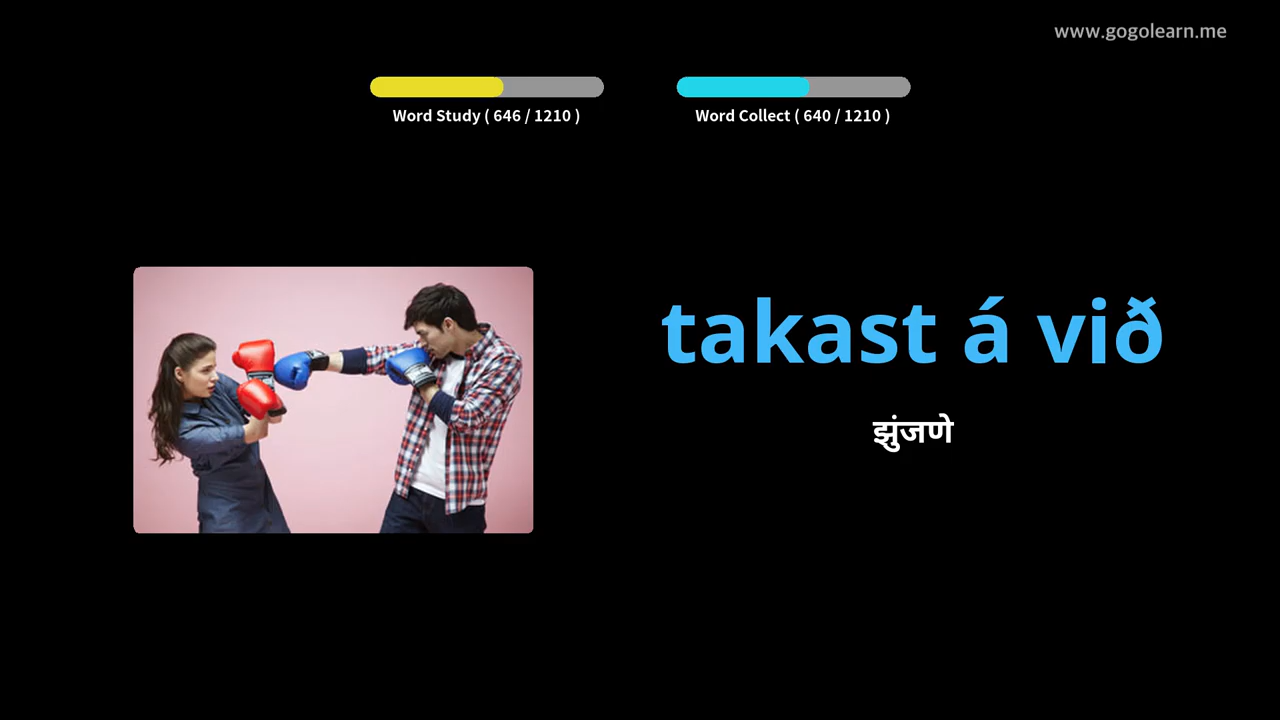 www.gogolearn.me
Word Study ( 646 / 1210 )
Word Collect ( 640 / 1210 )
takast á við
झुंजणे